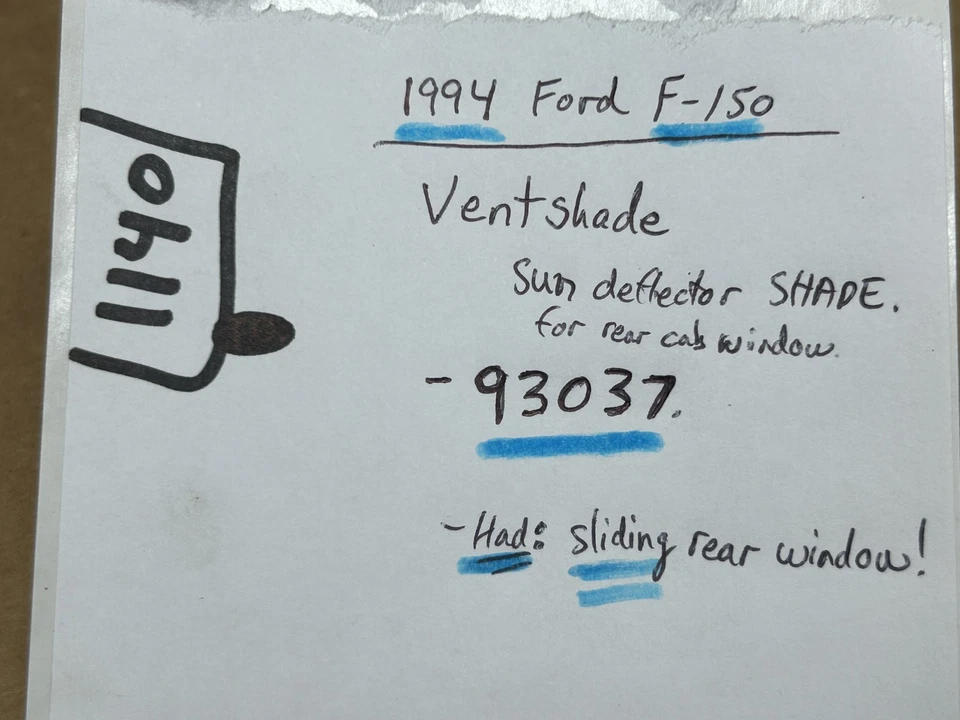 1140
1994 Ford F-150
Ventshade
Sun deflector SHADE.
for rear cab window.
- 93037.
- Had: sliding rear window!